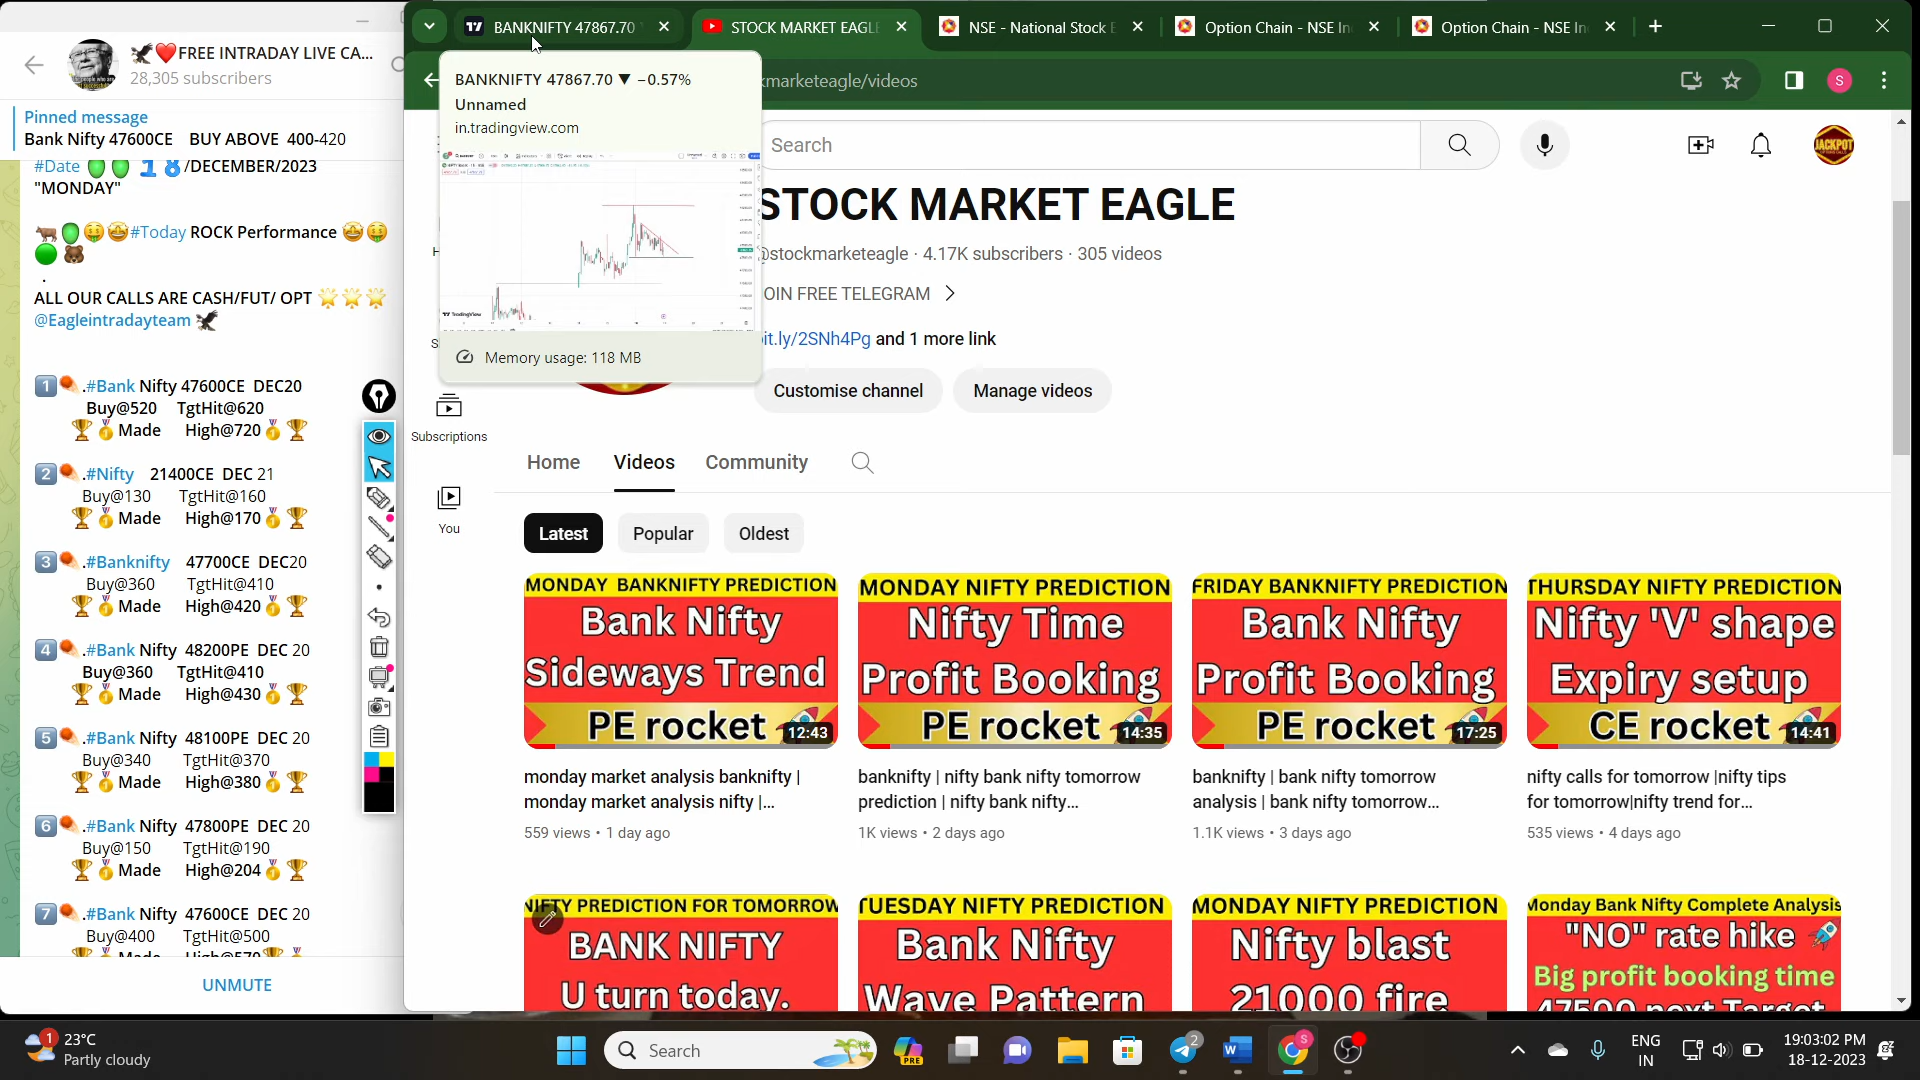 🦅❤️FREE INTRADAY LIVE CA...
28,305 subscribers
Pinned message
Bank Nifty 47600CE BUY ABOVE 400-420
#Date 18/DECEMBER/2023
"MONDAY"
#Today ROCK Performance
ALL OUR CALLS ARE CASH/FUT/ OPT
@Eagleintradayteam
1 .#Bank Nifty 47600CE DEC20
Buy@520 TgtHit@620
Made High@720
2 .#Nifty 21400CE DEC 21
Buy@130 TgtHit@160
Made High@170
3 .#Banknifty 47700CE DEC20
Buy@360 TgtHit@410
Made High@420
4 .#Bank Nifty 48200PE DEC 20
Buy@360 TgtHit@410
Made High@430
5 .#Bank Nifty 48100PE DEC 20
Buy@340 TgtHit@370
Made High@380
6 .#Bank Nifty 47800PE DEC 20
Buy@150 TgtHit@190
Made High@204
7 .#Bank Nifty 47600CE DEC 20
Buy@400 TgtHit@500
Made High@570
UNMUTE
BANKNIFTY 47867.70
STOCK MARKET EAGLE
NSE - National Stock E
Option Chain - NSE In
Option Chain - NSE In
BANKNIFTY 47867.70 ▼ −0.57%
Unnamed
in.tradingview.com
TradingView
Memory usage: 118 MB
kmarketeagle/videos
Search
JACKPOT
STOCK MARKET EAGLE
@stockmarketeagle · 4.17K subscribers · 305 videos
OIN FREE TELEGRAM
bit.ly/2SNh4Pg and 1 more link
Customise channel
Manage videos
Subscriptions
You
Home
Videos
Community
Latest
Popular
Oldest
MONDAY BANKNIFTY PREDICTION
Bank Nifty
Sideways Trend
PE rocket
12:43
monday market analysis banknifty |
monday market analysis nifty |...
559 views • 1 day ago
MONDAY NIFTY PREDICTION
Nifty Time
Profit Booking
PE rocket
14:35
banknifty | nifty bank nifty tomorrow
prediction | nifty bank nifty...
1K views • 2 days ago
FRIDAY BANKNIFTY PREDICTION
Bank Nifty
Profit Booking
PE rocket
17:25
banknifty | bank nifty tomorrow
analysis | bank nifty tomorrow...
1.1K views • 3 days ago
THURSDAY NIFTY PREDICTION
Nifty 'V' shape
Expiry setup
CE rocket
14:41
nifty calls for tomorrow |nifty tips
for tomorrow|nifty trend for...
535 views • 4 days ago
NIFTY PREDICTION FOR TOMORROW
BANK NIFTY
U turn today.
TUESDAY NIFTY PREDICTION
Bank Nifty
Wave Pattern
MONDAY NIFTY PREDICTION
Nifty blast
21000 fire
Monday Bank Nifty Complete Analysis
"NO" rate hike
Big profit booking time
47500 next Target
1
23°C
Partly cloudy
Search
PRE
2
S
ENG
IN
19:03:02 PM
18-12-2023